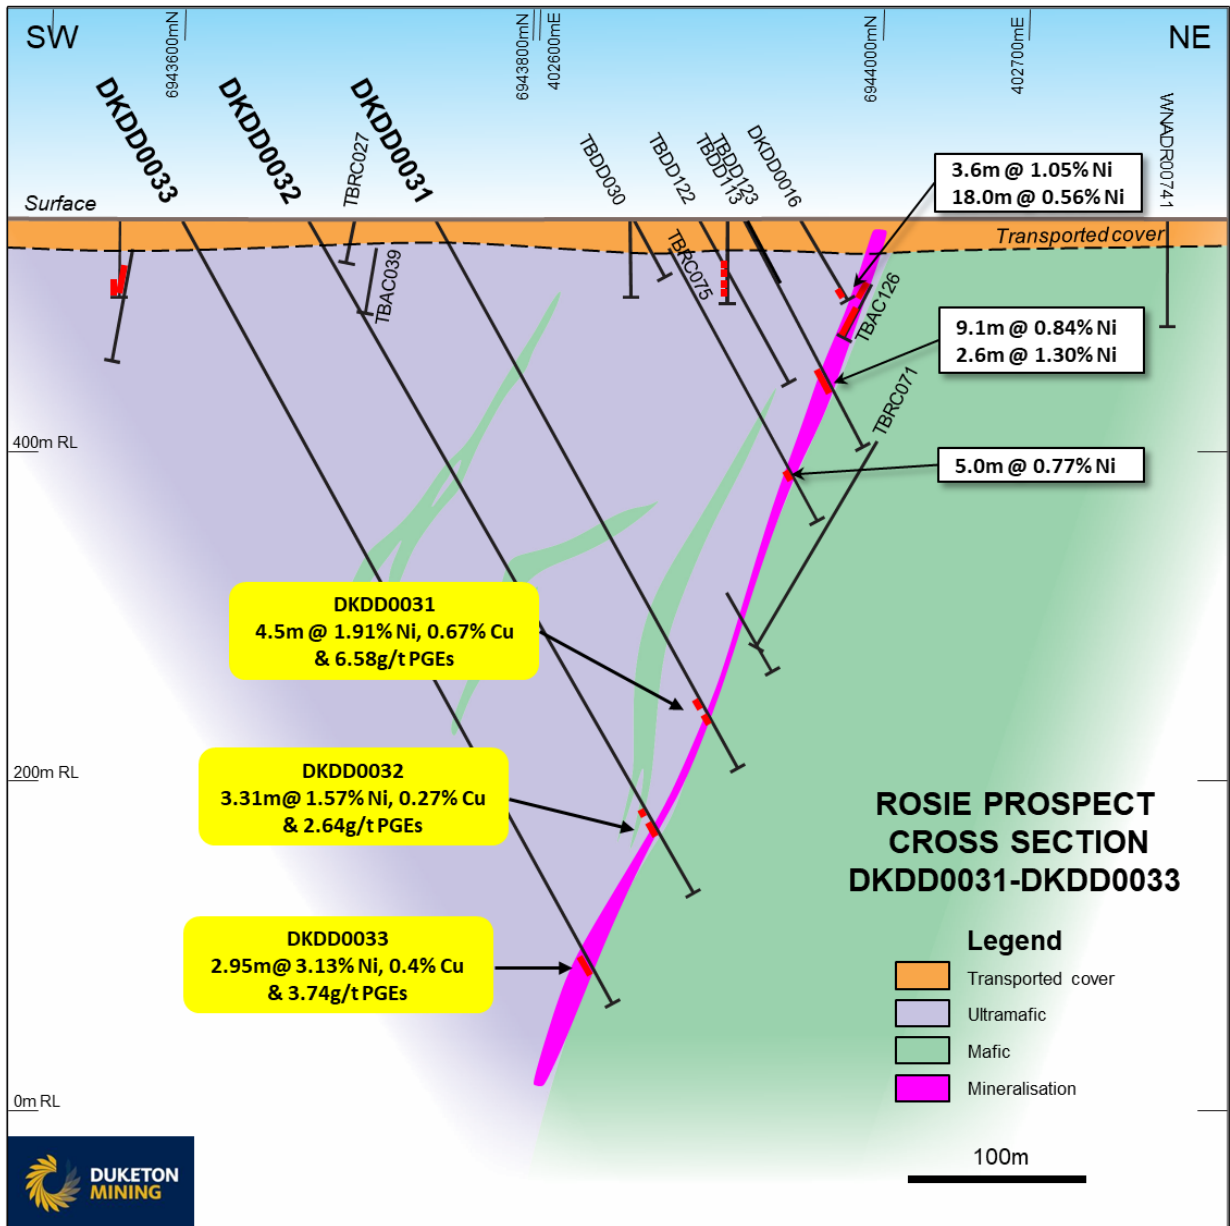 SW
6943600mN
6943800mN
402600mE
6944000mN
402700mE
NE
DKDD0033
DKDD0032
TBRC027
DKDD0031
TBDD030
TBDD122
TBDD113
TBDD123
DKDD0016
WNADR00741
3.6m @ 1.05% Ni
18.0m @ 0.56% Ni
Surface
Transported cover
TBAC039
TBRC075
TBAC126
9.1m @ 0.84% Ni
2.6m @ 1.30% Ni
TBRC071
400m RL
5.0m @ 0.77% Ni
DKDD0031
4.5m @ 1.91% Ni, 0.67% Cu
& 6.58g/t PGEs
200m RL
DKDD0032
3.31m@ 1.57% Ni, 0.27% Cu
& 2.64g/t PGEs
ROSIE PROSPECT
CROSS SECTION
DKDD0031-DKDD0033
DKDD0033
2.95m@ 3.13% Ni, 0.4% Cu
& 3.74g/t PGEs
Legend
Transported cover
Ultramafic
Mafic
Mineralisation
0m RL
100m
DUKETON
MINING